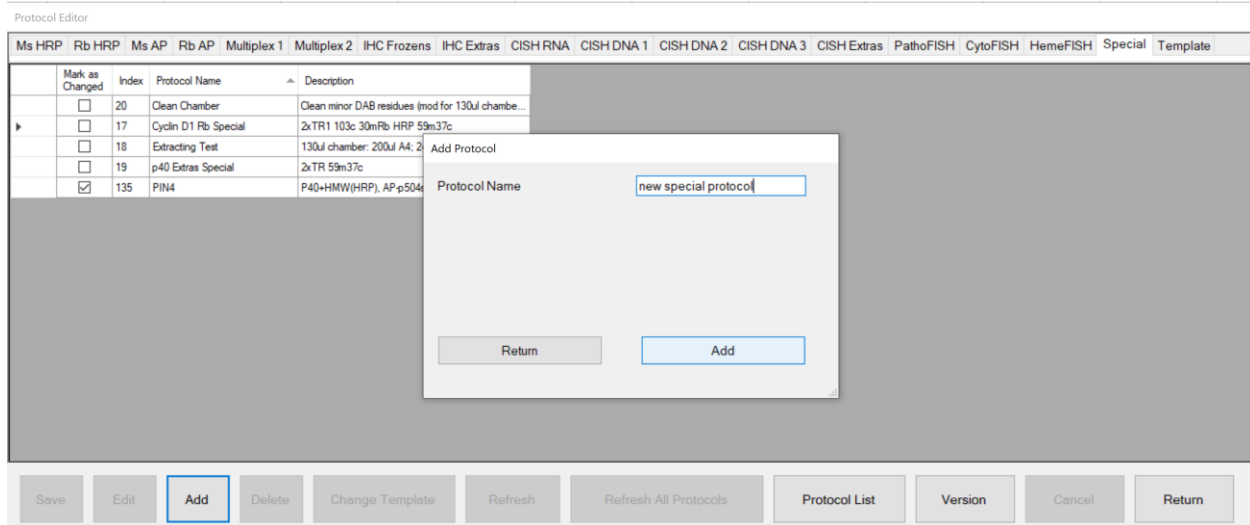 Protocol Editor
Ms HRP Rb HRP Ms AP Rb AP Multiplex 1 Multiplex 2 IHC Frozens IHC Extras CISH RNA CISH DNA 1 CISH DNA 2 CISH DNA 3 CISH Extras PathoFISH CytoFISH HemeFISH Special Template
Mark as Changed Index Protocol Name Description
20 Clean Chamber Clean minor DAB residues (mod for 130ul chambe...
17 Cyclin D1 Rb Special 2xTR1 103c 30mRb HRP 59m37c
18 Extracting Test 130ul chamber: 200ul A4; 2
19 p40 Extras Special 2xTR 59m37c
135 PIN4 P40+HMW(HRP), AP-p504
Add Protocol
Protocol Name new special protocol
Return Add
Save Edit Add Delete Change Template Refresh Refresh All Protocols Protocol List Version Cancel Return